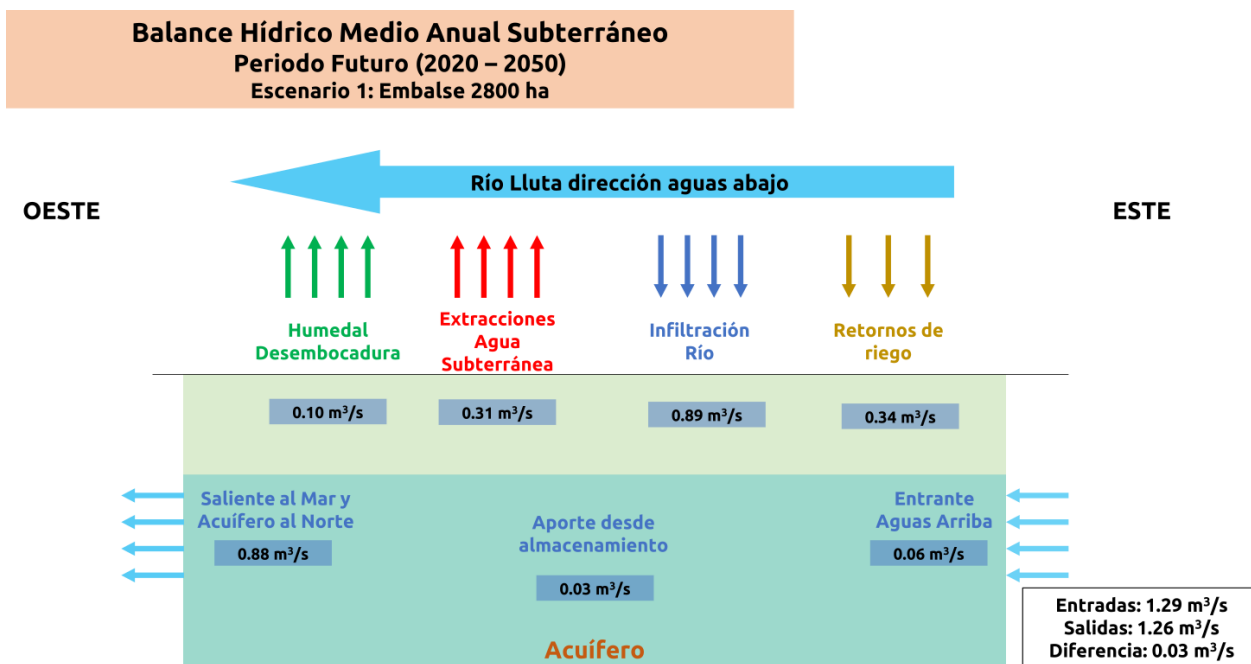 Balance Hídrico Medio Anual Subterráneo
Periodo Futuro (2020 – 2050)
Escenario 1: Embalse 2800 ha
Río Lluta dirección aguas abajo
OESTE
ESTE
Humedal
Desembocadura
Extracciones
Agua
Subterránea
Infiltración
Río
Retornos de
riego
0.10 m³/s
0.31 m³/s
0.89 m³/s
0.34 m³/s
Saliente al Mar y
Acuífero al Norte
0.88 m³/s
Aporte desde
almacenamiento
0.03 m³/s
Entrante
Aguas Arriba
0.06 m³/s
Acuífero
Entradas: 1.29 m³/s
Salidas: 1.26 m³/s
Diferencia: 0.03 m³/s